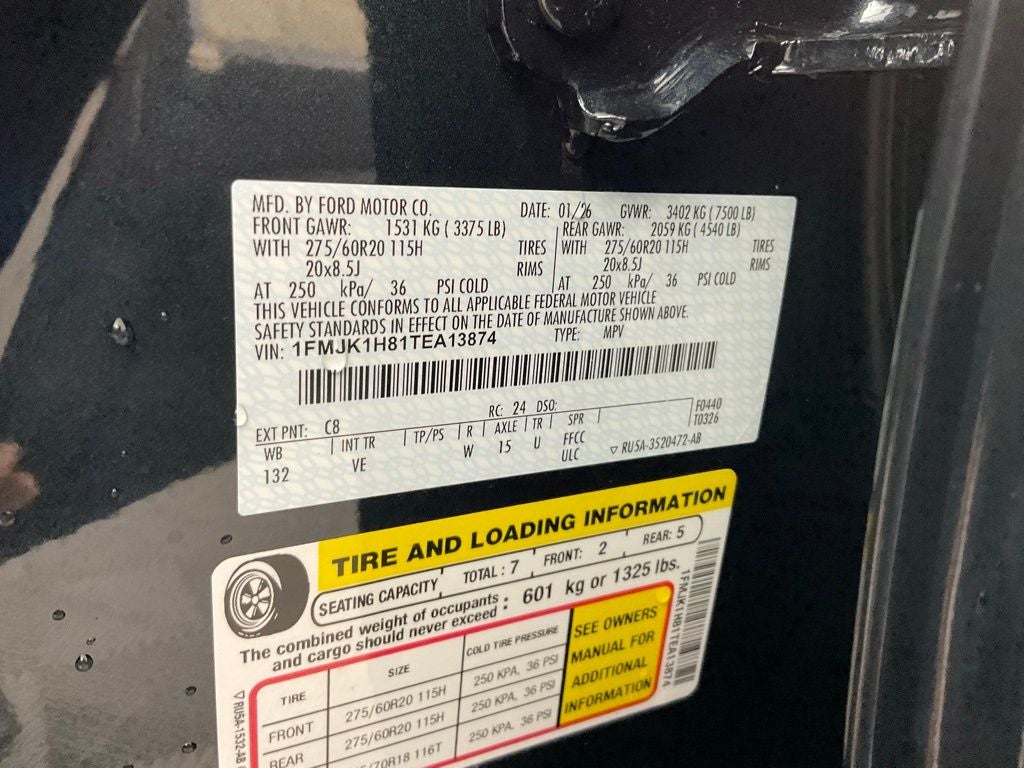 MFD. BY FORD MOTOR CO. DATE: 01/26 GVWR: 3402 KG ( 7500 LB)
FRONT GAWR: 1531 KG ( 3375 LB) REAR GAWR: 2059 KG ( 4540 LB)
WITH 275/60R20 115H TIRES WITH 275/60R20 115H TIRES
20x8.5J RIMS 20x8.5J RIMS
AT 250 kPa/ 36 PSI COLD AT 250 kPa/ 36 PSI COLD
THIS VEHICLE CONFORMS TO ALL APPLICABLE FEDERAL MOTOR VEHICLE
SAFETY STANDARDS IN EFFECT ON THE DATE OF MANUFACTURE SHOWN ABOVE.
VIN: 1FMJK1H81TEA13874 TYPE: MPV
EXT PNT: C8 RC: 24 DSO: F0440
T0326
WB INT TR TP/PS R AXLE TR SPR
132 VE W 15 U FFCC
ULC
▽ RU5A-3520472-AB
TIRE AND LOADING INFORMATION
SEATING CAPACITY TOTAL : 7 FRONT: 2 REAR: 5
The combined weight of occupants and cargo should never exceed : 601 kg or 1325 lbs.
TIRE SIZE COLD TIRE PRESSURE
FRONT 275/60R20 115H 250 KPA, 36 PSI
REAR 275/60R20 115H 250 KPA, 36 PSI
/70R18 116T 250 KPA, 36 PSI
SEE OWNERS
MANUAL FOR
ADDITIONAL
INFORMATION
1FMJK1H81TEA13874
▽ RU5A-1532-AB